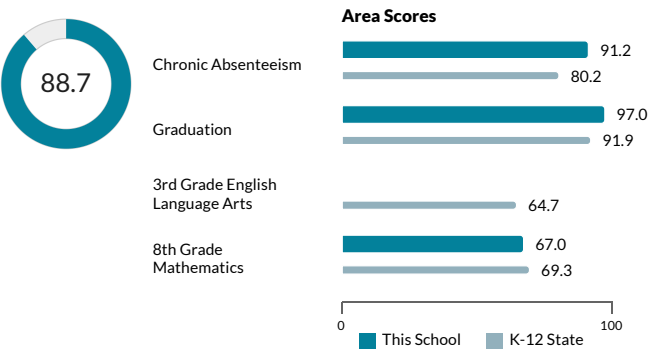 Area Scores
88.7
Chronic Absenteeism
91.2
80.2
Graduation
97.0
91.9
3rd Grade English
Language Arts
64.7
8th Grade
Mathematics
67.0
69.3
0
100
This School
K-12 State